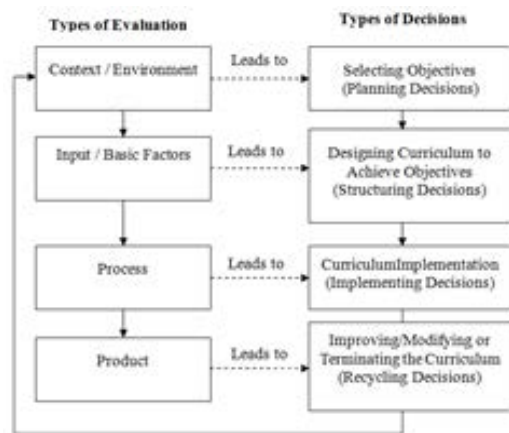 Types of Evaluation
Types of Decisions
Context / Environment
Leads to
Selecting Objectives
(Planning Decisions)
Input / Basic Factors
Leads to
Designing Curriculum to
Achieve Objectives
(Structuring Decisions)
Process
Leads to
CurriculumImplementation
(Implementing Decisions)
Product
Leads to
Improving/Modifying or
Terminating the Curriculum
(Recycling Decisions)